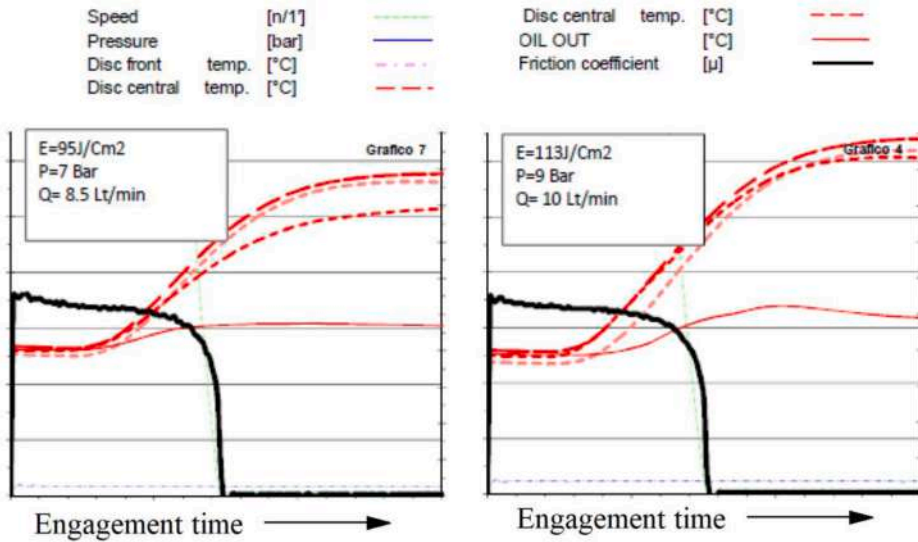 Speed [n/1']
Pressure [bar]
Disc front temp. [°C]
Disc central temp. [°C]
Disc central temp. [°C]
OIL OUT [°C]
Friction coefficient [µ]
E=95J/Cm2
P=7 Bar
Q= 8.5 Lt/min
Grafico 7
Engagement time
E=113J/Cm2
P=9 Bar
Q= 10 Lt/min
Grafico 4
Engagement time